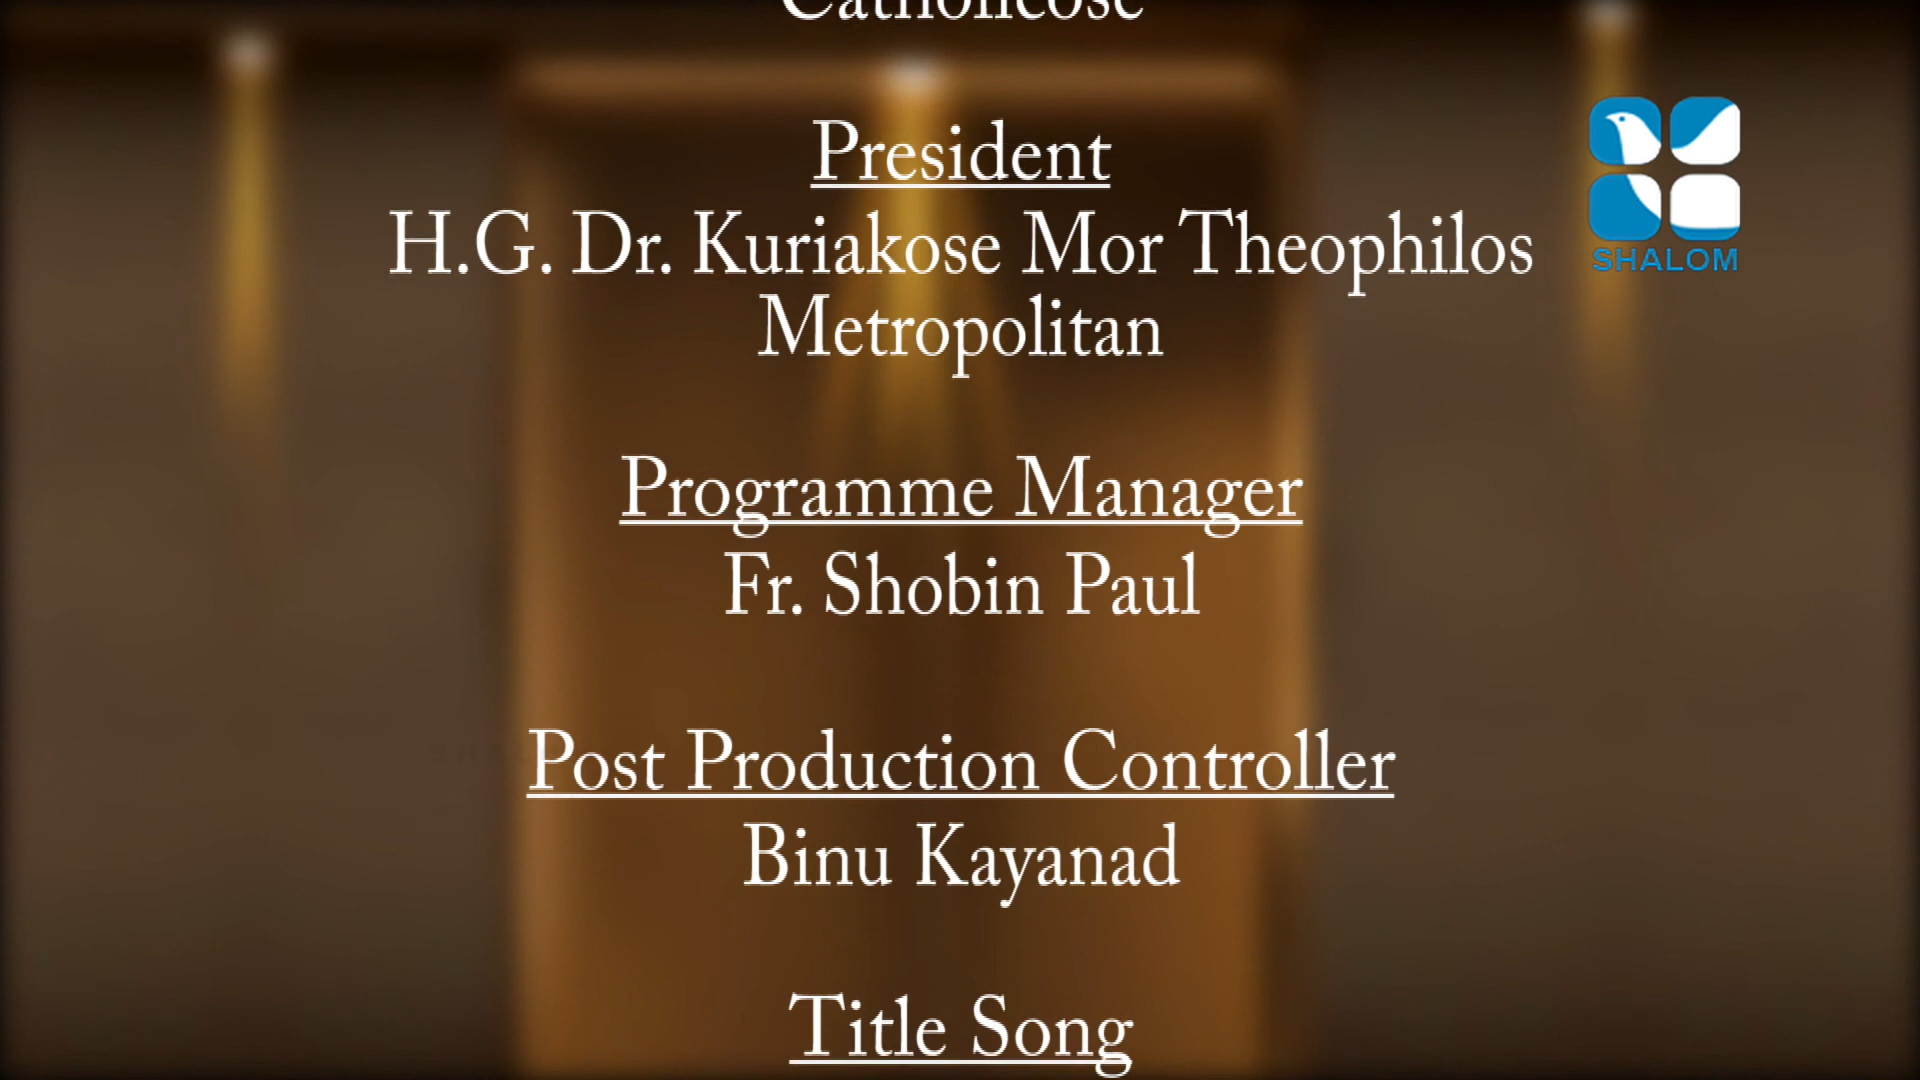 Catholicose
President
H.G. Dr. Kuriakose Mor Theophilos
Metropolitan
SHALOM
Programme Manager
Fr. Shobin Paul
Post Production Controller
Binu Kayanad
Title Song